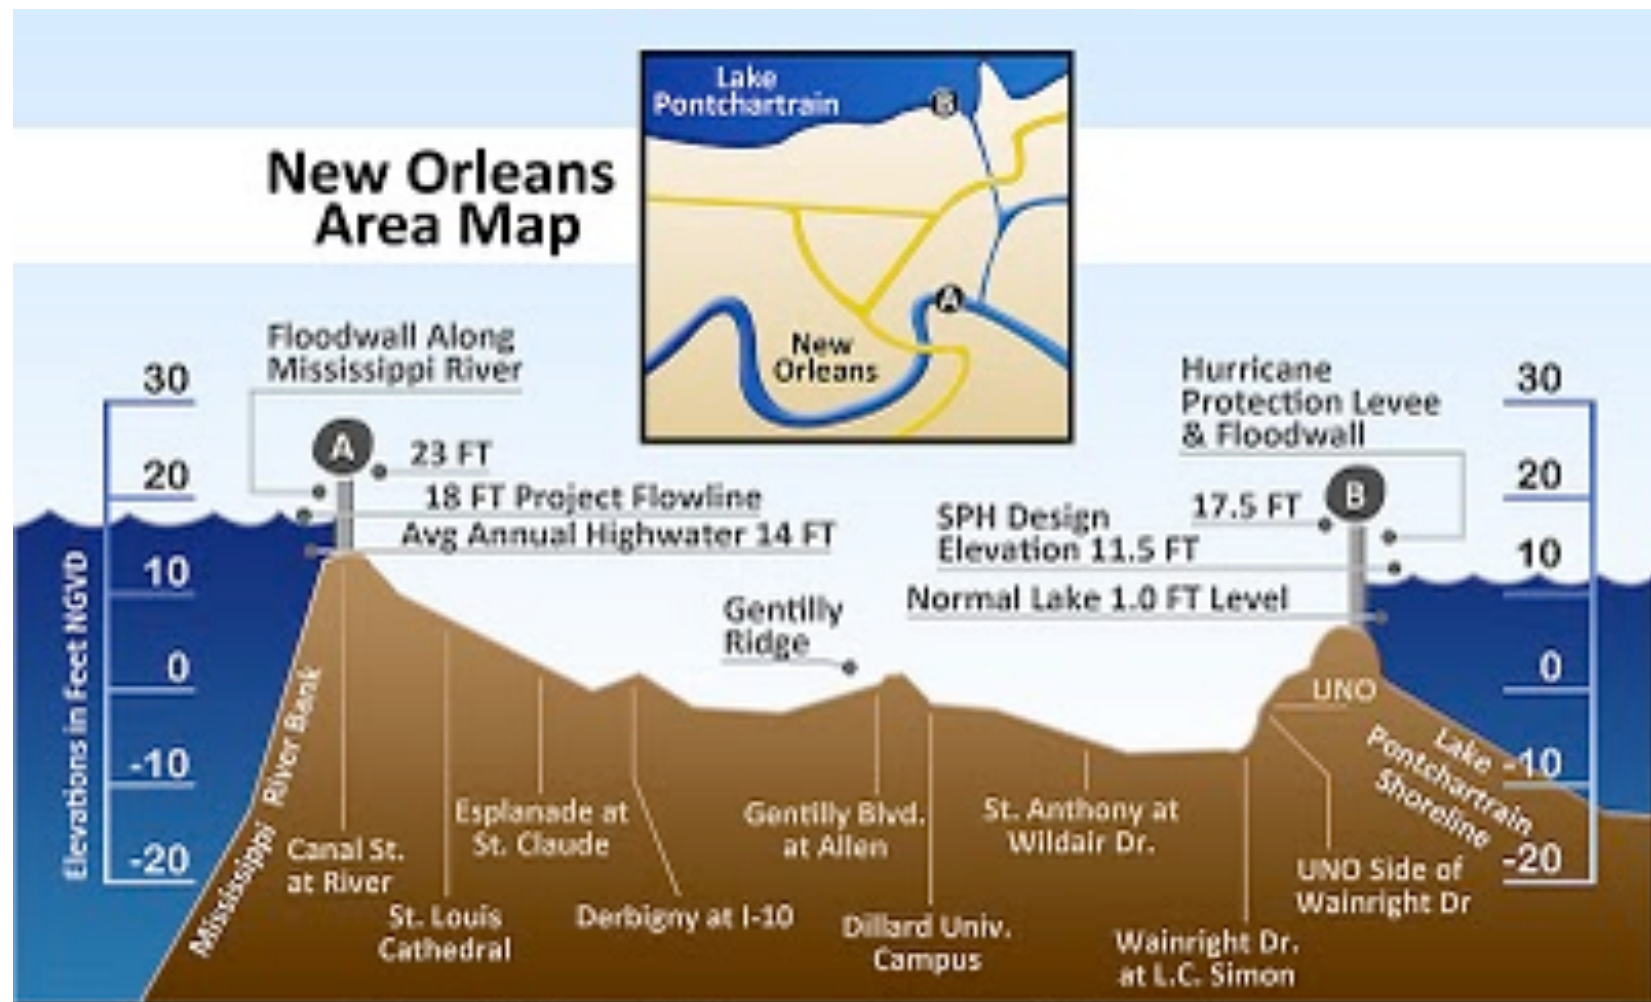 New Orleans
Area Map
Lake
Pontchartrain
B
A
New
Orleans
Floodwall Along
Mississippi River
A
23 FT
18 FT Project Flowline
Avg Annual Highwater 14 FT
Gentilly
Ridge
Hurricane
Protection Levee
& Floodwall
B
17.5 FT
SPH Design
Elevation 11.5 FT
Normal Lake 1.0 FT Level
Elevations in Feet NGVD
30
20
10
0
-10
-20
30
20
10
0
-10
-20
Mississippi River Bank
Canal St.
at River
St. Louis
Cathedral
Esplanade at
St. Claude
Derbigny at I-10
Gentilly Blvd.
at Allen
Dillard Univ.
Campus
St. Anthony at
Wildair Dr.
Wainright Dr.
at L.C. Simon
UNO
UNO Side of
Wainright Dr
Lake
Pontchartrain
Shoreline